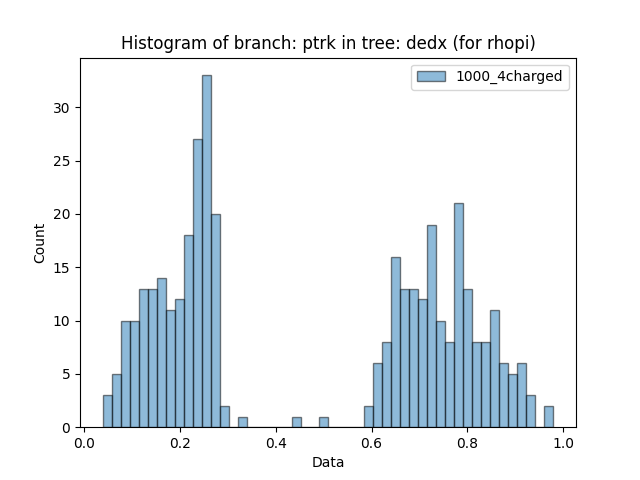 Histogram of branch: ptrk in tree: dedx (for rhopi)
1000_4charged
Count
30
25
20
15
10
5
0
0.0 0.2 0.4 0.6 0.8 1.0
Data